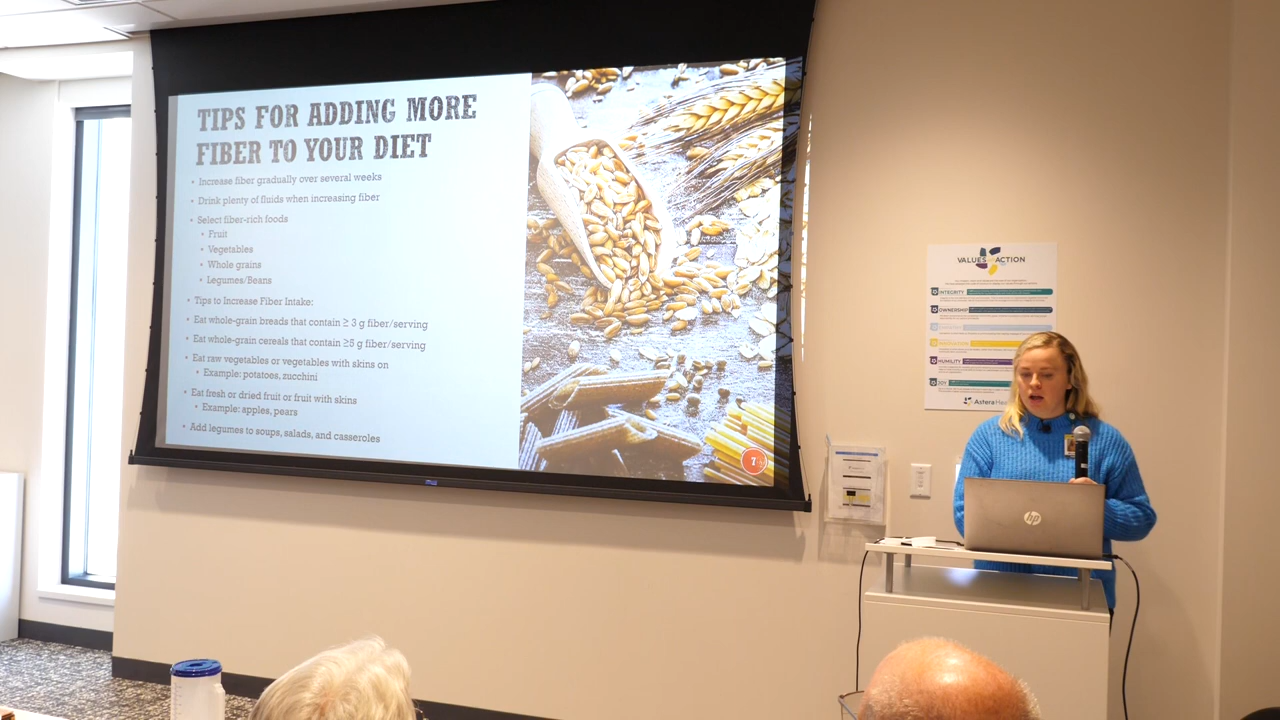 TIPS FOR ADDING MORE
FIBER TO YOUR DIET
• Increase fiber gradually over several weeks
• Drink plenty of fluids when increasing fiber
• Select fiber-rich foods
• Fruit
• Vegetables
• Whole grains
• Legumes/Beans
• Tips to Increase Fiber Intake:
• Eat whole-grain breads that contain ≥ 3 g fiber/serving
• Eat whole-grain cereals that contain ≥5 g fiber/serving
• Eat raw vegetables or vegetables with skins on
• Example: potatoes, zucchini
• Eat fresh or dried fruit or fruit with skins
• Example: apples, pears
• Add legumes to soups, salads, and casseroles
7
VALUES ACTION
INTEGRITY
OWNERSHIP
INNOVATION
HUMILITY
JOY
Astera
hp